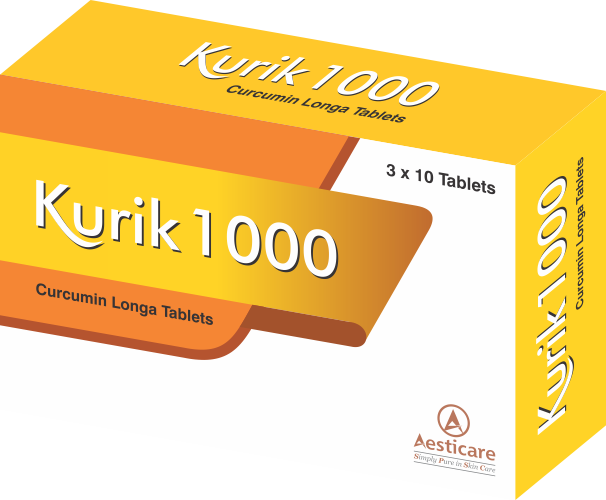 Kurik 1000
Curcumin Longa Tablets
3 x 10 Tablets
Kurik 1000
Curcumin Longa Tablets
Aesticare
Simply Pure in Skin Care
Kurik 1000
Curcumin Longa Tablets